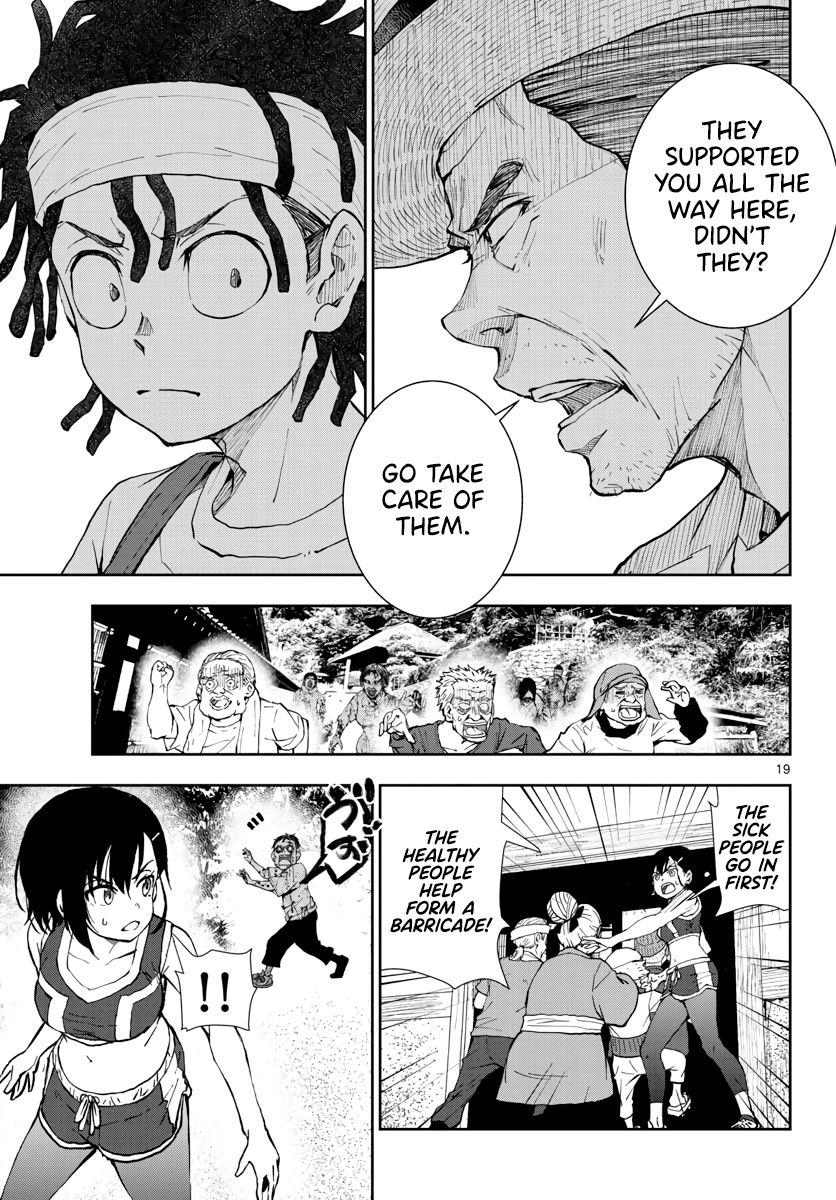 THEY
SUPPORTED
YOU ALL THE
WAY HERE,
DIDN'T
THEY?
GO TAKE
CARE OF
THEM.
19
THE
SICK
PEOPLE
GO IN
FIRST!
THE
HEALTHY
PEOPLE
HELP
FORM A
BARRICADE!
!!